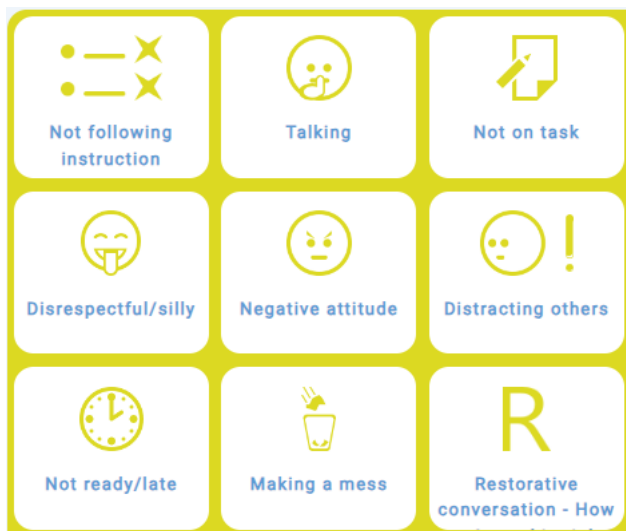 Not following
instruction
Talking
Not on task
Disrespectful/silly
Negative attitude
Distracting others
Not ready/late
Making a mess
R
Restorative
conversation - How